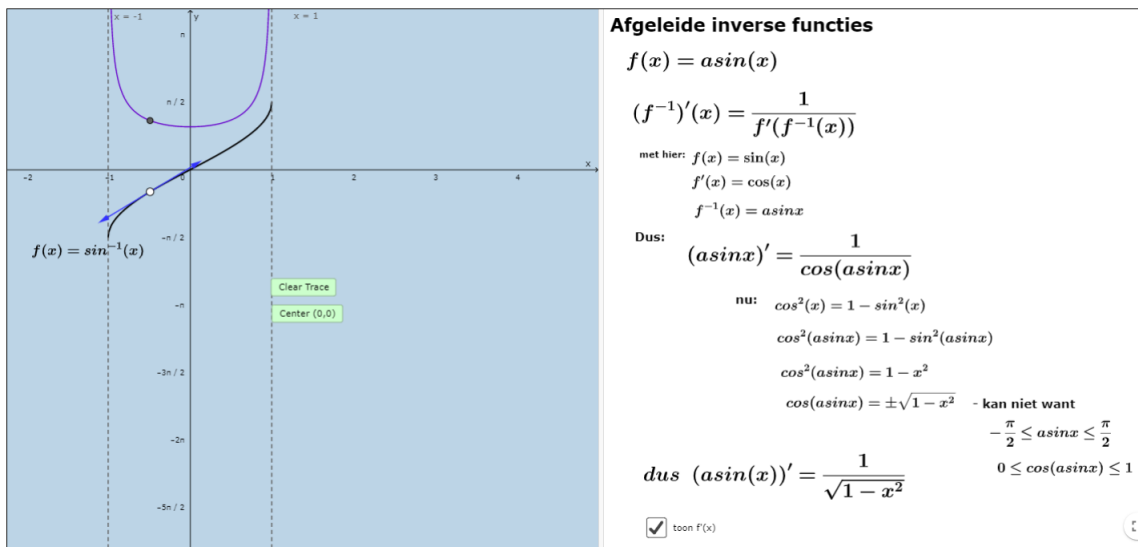 x = -1
y
x = 1
π
π / 2
x
-2
-1
0
1
2
3
4
-π / 2
f(x) = sin⁻¹(x)
Clear Trace
-π
Center (0,0)
-3π / 2
-2π
-5π / 2
Afgeleide inverse functies
f(x) = asin(x)
(f⁻¹)′(x) = 1 / f′(f⁻¹(x))
met hier: f(x) = sin(x)
f′(x) = cos(x)
f⁻¹(x) = asinx
Dus: (asinx)′ = 1 / cos(asinx)
nu: cos²(x) = 1 − sin²(x)
cos²(asinx) = 1 − sin²(asinx)
cos²(asinx) = 1 − x²
cos(asinx) = ±√(1 − x²) - kan niet want
−π/2 ≤ asinx ≤ π/2
0 ≤ cos(asinx) ≤ 1
dus (asin(x))′ = 1 / √(1 − x²)
toon f'(x)